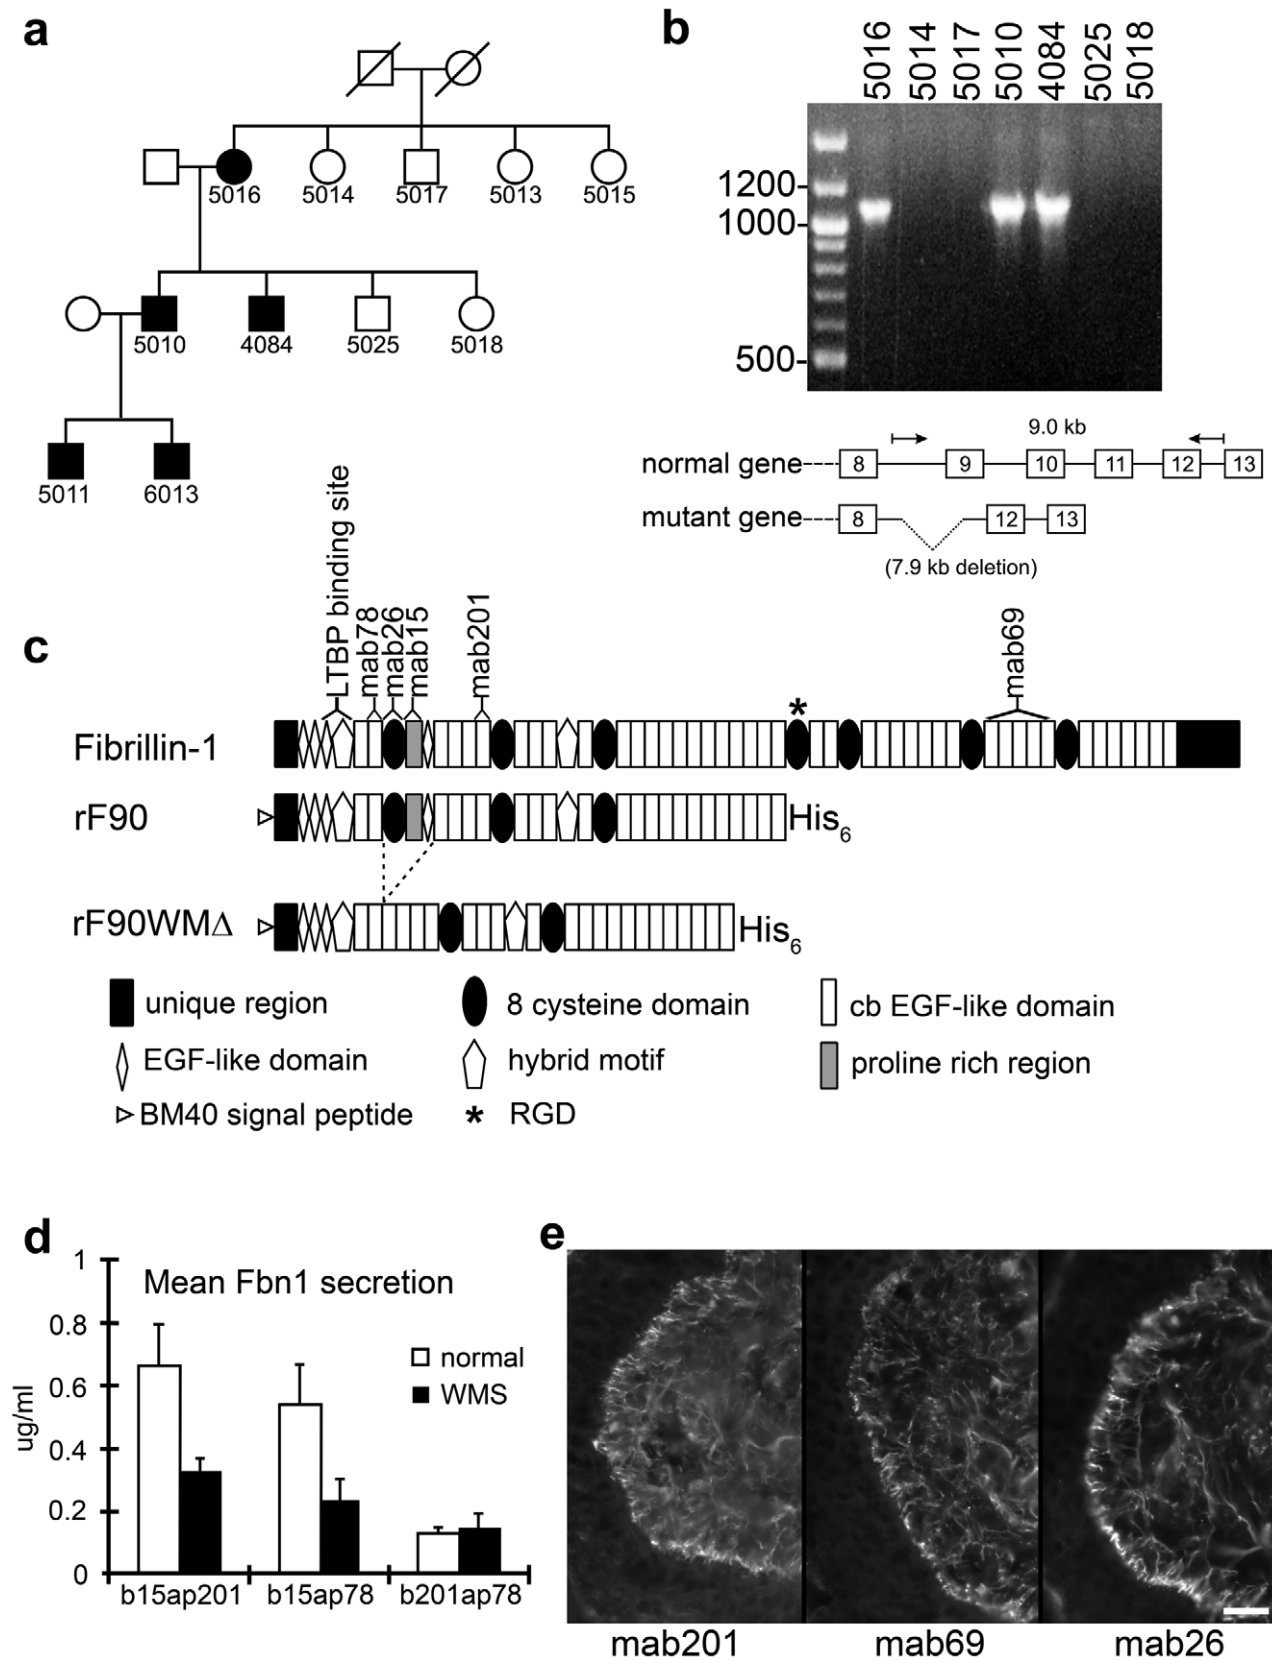 a
5016 5014 5017 5013 5015
5010 4084 5025 5018
5011 6013
b
5016 5014 5017 5010 4084 5025 5018
1200-
1000-
500-
9.0 kb
normal gene 8 9 10 11 12 13
mutant gene 8 12 13
(7.9 kb deletion)
c
LTBP binding site
mab78
mab26
mab15
mab201
mab69
*
Fibrillin-1
rF90 His6
rF90WMΔ His6
unique region 8 cysteine domain cb EGF-like domain
EGF-like domain hybrid motif proline rich region
BM40 signal peptide * RGD
d
Mean Fbn1 secretion
normal
WMS
ug/ml
1
0.8
0.6
0.4
0.2
0
b15ap201 b15ap78 b201ap78
e
mab201 mab69 mab26